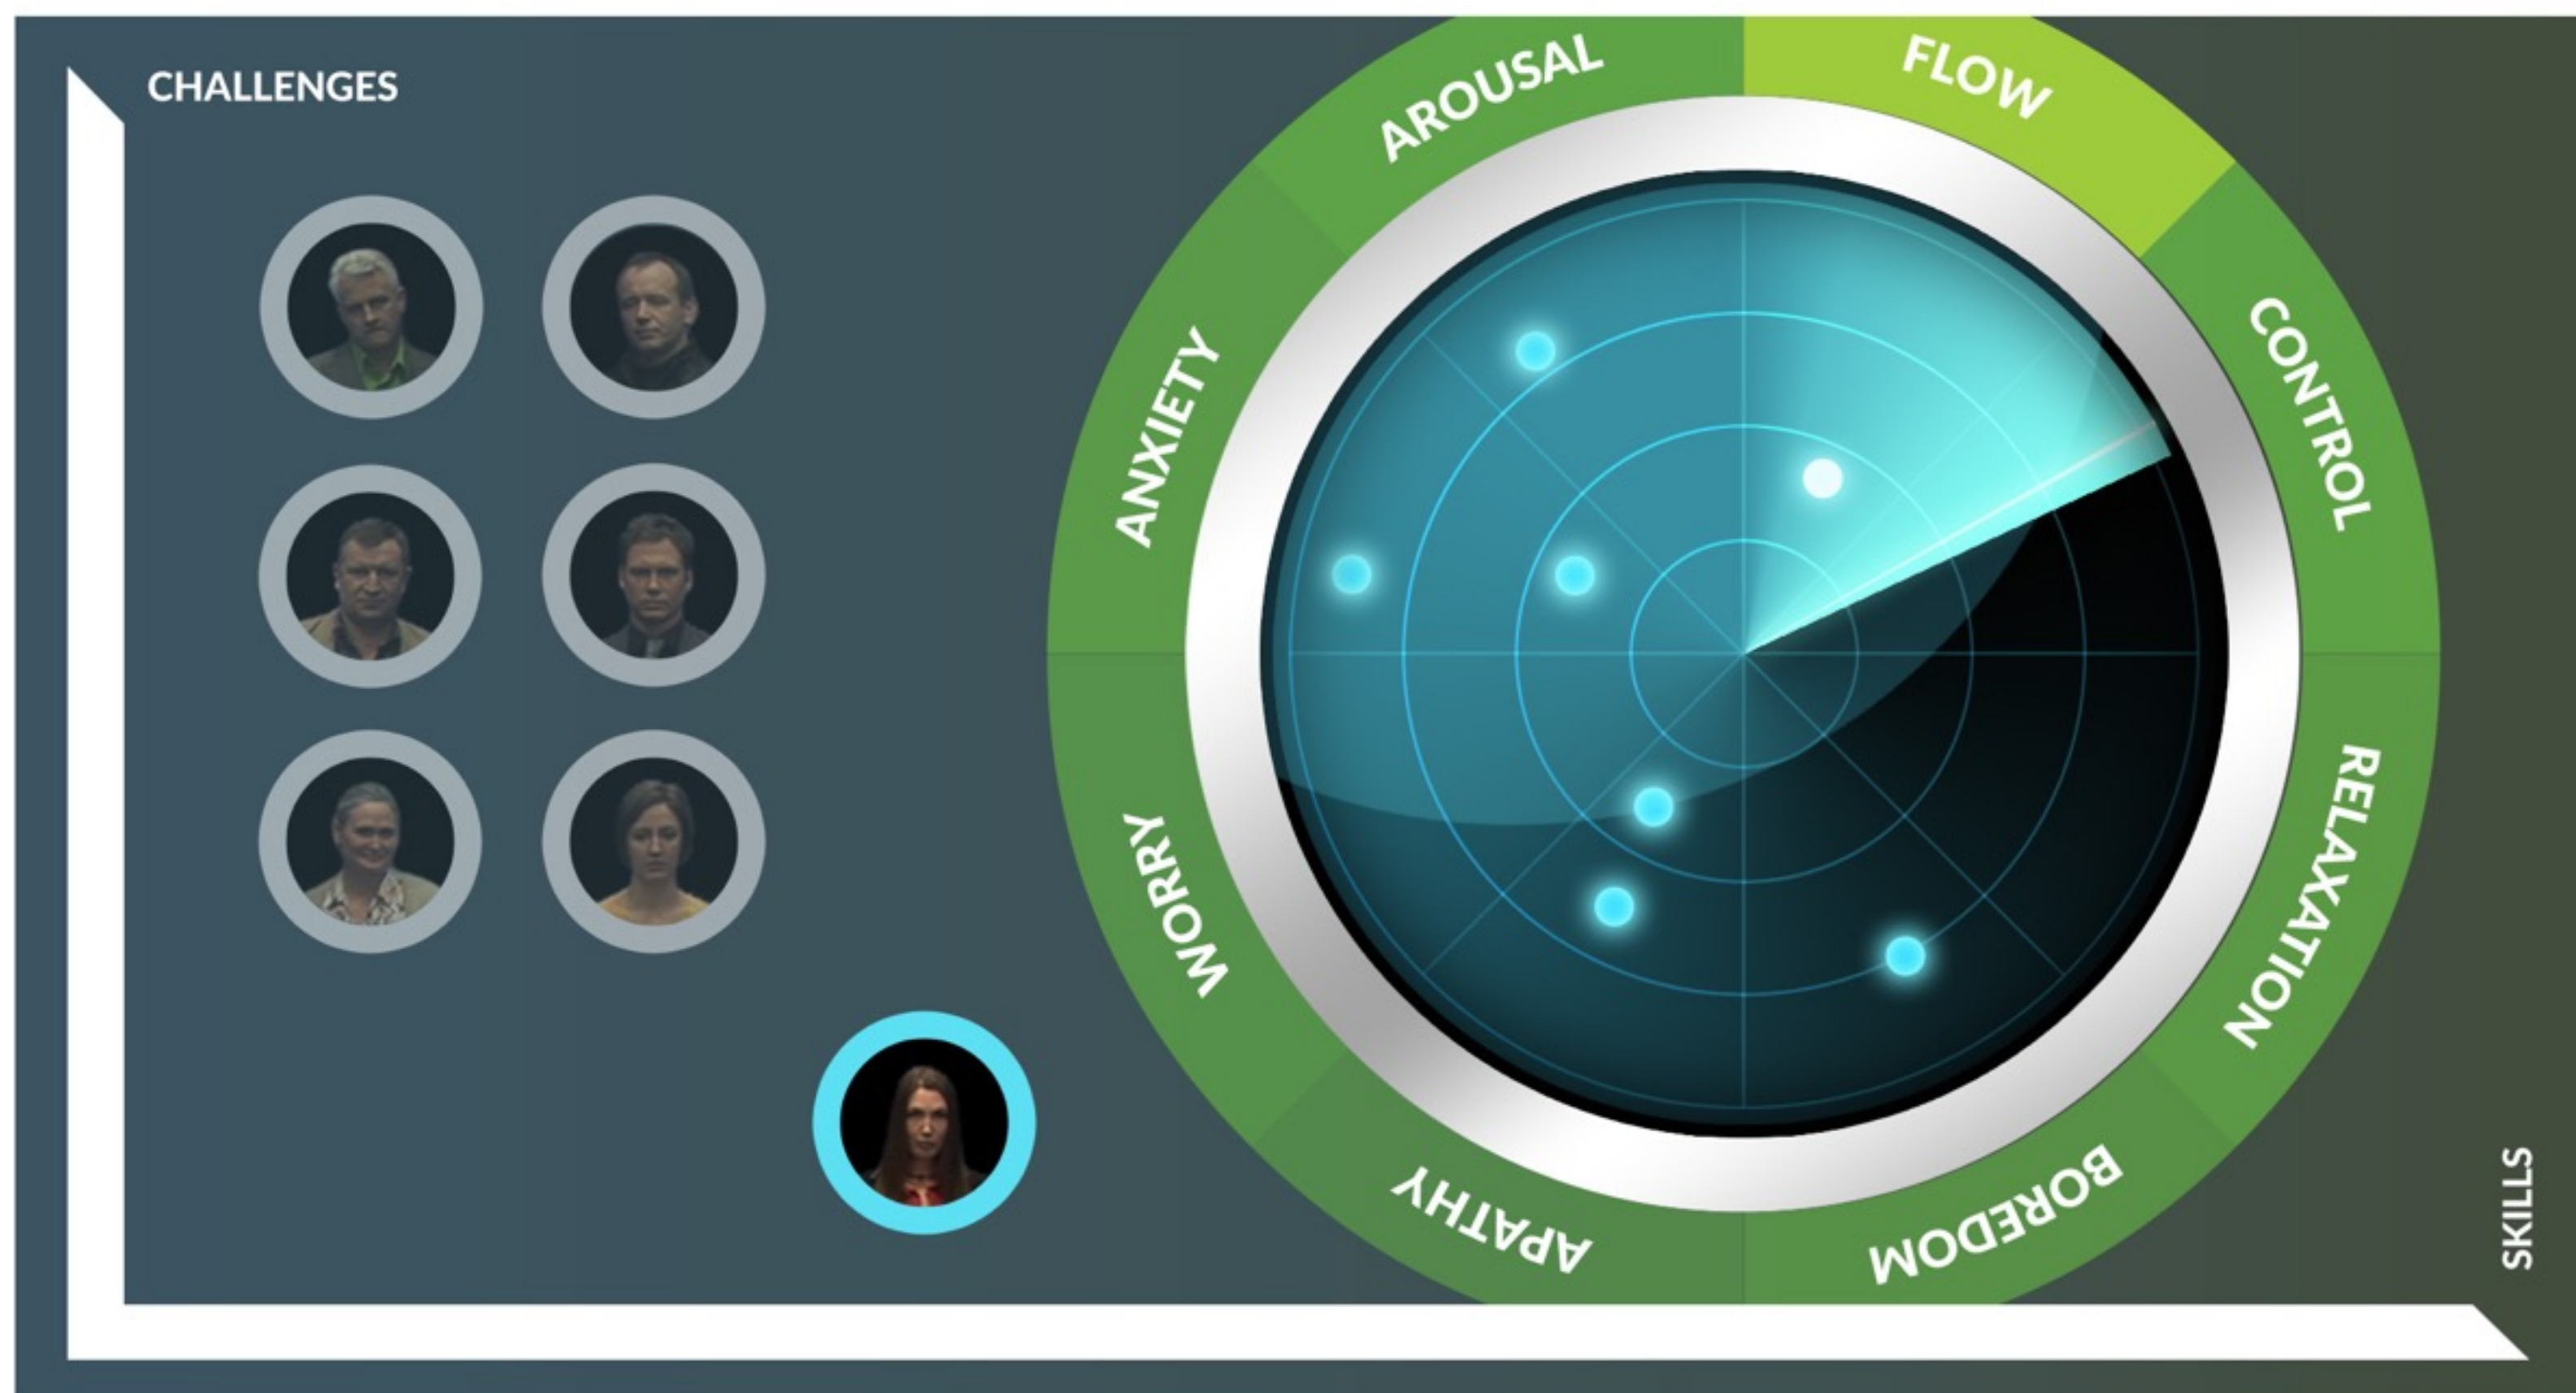 CHALLENGES
AROUSAL
FLOW
CONTROL
RELAXATION
BOREDOM
APATHY
WORRY
ANXIETY
SKILLS